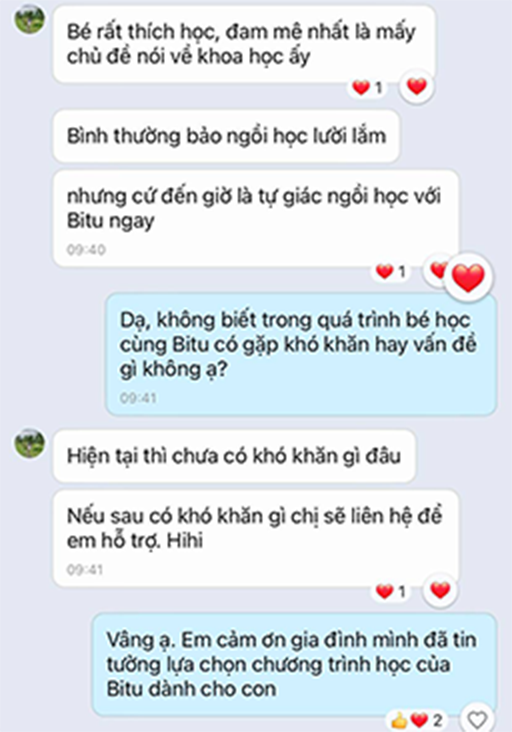 Bé rất thích học, đam mê nhất là mấy
chủ đề nói về khoa học ấy
1
Bình thường bảo ngồi học lười lắm
nhưng cứ đến giờ là tự giác ngồi học với
Bitu ngay
09:40
1
Dạ, không biết trong quá trình bé học
cùng Bitu có gặp khó khăn hay vấn đề
gì không ạ?
09:41
Hiện tại thì chưa có khó khăn gì đâu
Nếu sau có khó khăn gì chị sẽ liên hệ để
em hỗ trợ. Hihi
09:41
1
Vâng ạ. Em cảm ơn gia đình mình đã tin
tưởng lựa chọn chương trình học của
Bitu dành cho con
2